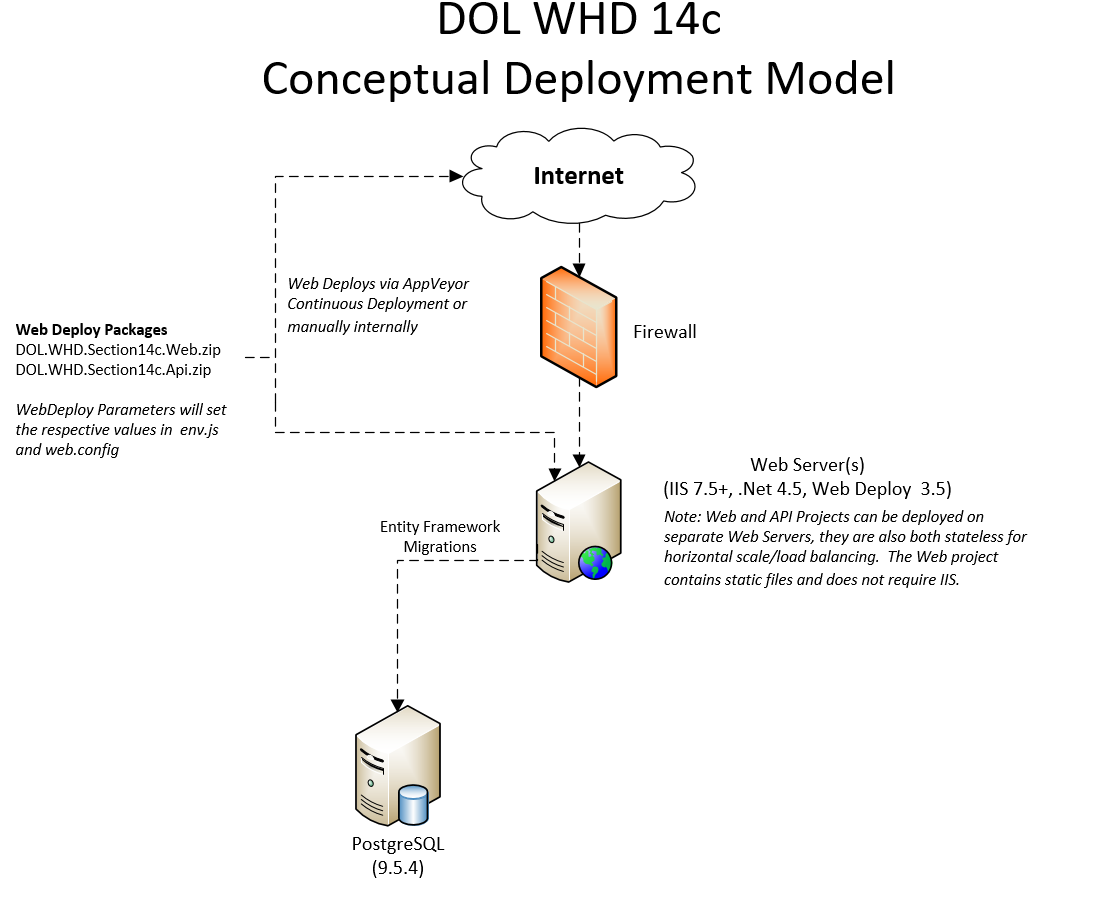 DOL WHD 14c
Conceptual Deployment Model
Internet
Web Deploys via AppVeyor
Continuous Deployment or
manually internally
Firewall
Web Deploy Packages
DOL.WHD.Section14c.Web.zip
DOL.WHD.Section14c.Api.zip
WebDeploy Parameters will set
the respective values in env.js
and web.config
Web Server(s)
(IIS 7.5+, .Net 4.5, Web Deploy 3.5)
Note: Web and API Projects can be deployed on
separate Web Servers, they are also both stateless for
horizontal scale/load balancing. The Web project
contains static files and does not require IIS.
Entity Framework
Migrations
PostgreSQL
(9.5.4)